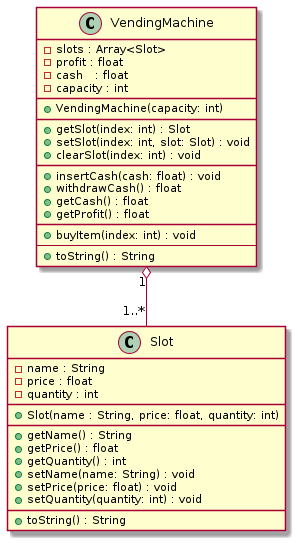 C VendingMachine
slots : Array<Slot>
profit : float
cash : float
capacity : int
VendingMachine(capacity: int)
getSlot(index: int) : Slot
setSlot(index: int, slot: Slot) : void
clearSlot(index: int) : void
insertCash(cash: float) : void
withdrawCash() : float
getCash() : float
getProfit() : float
buyItem(index: int) : void
toString() : String
1
1..*
C Slot
name : String
price : float
quantity : int
Slot(name : String, price: float, quantity: int)
getName() : String
getPrice() : float
getQuantity() : int
setName(name: String) : void
setPrice(price: float) : void
setQuantity(quantity: int) : void
toString() : String